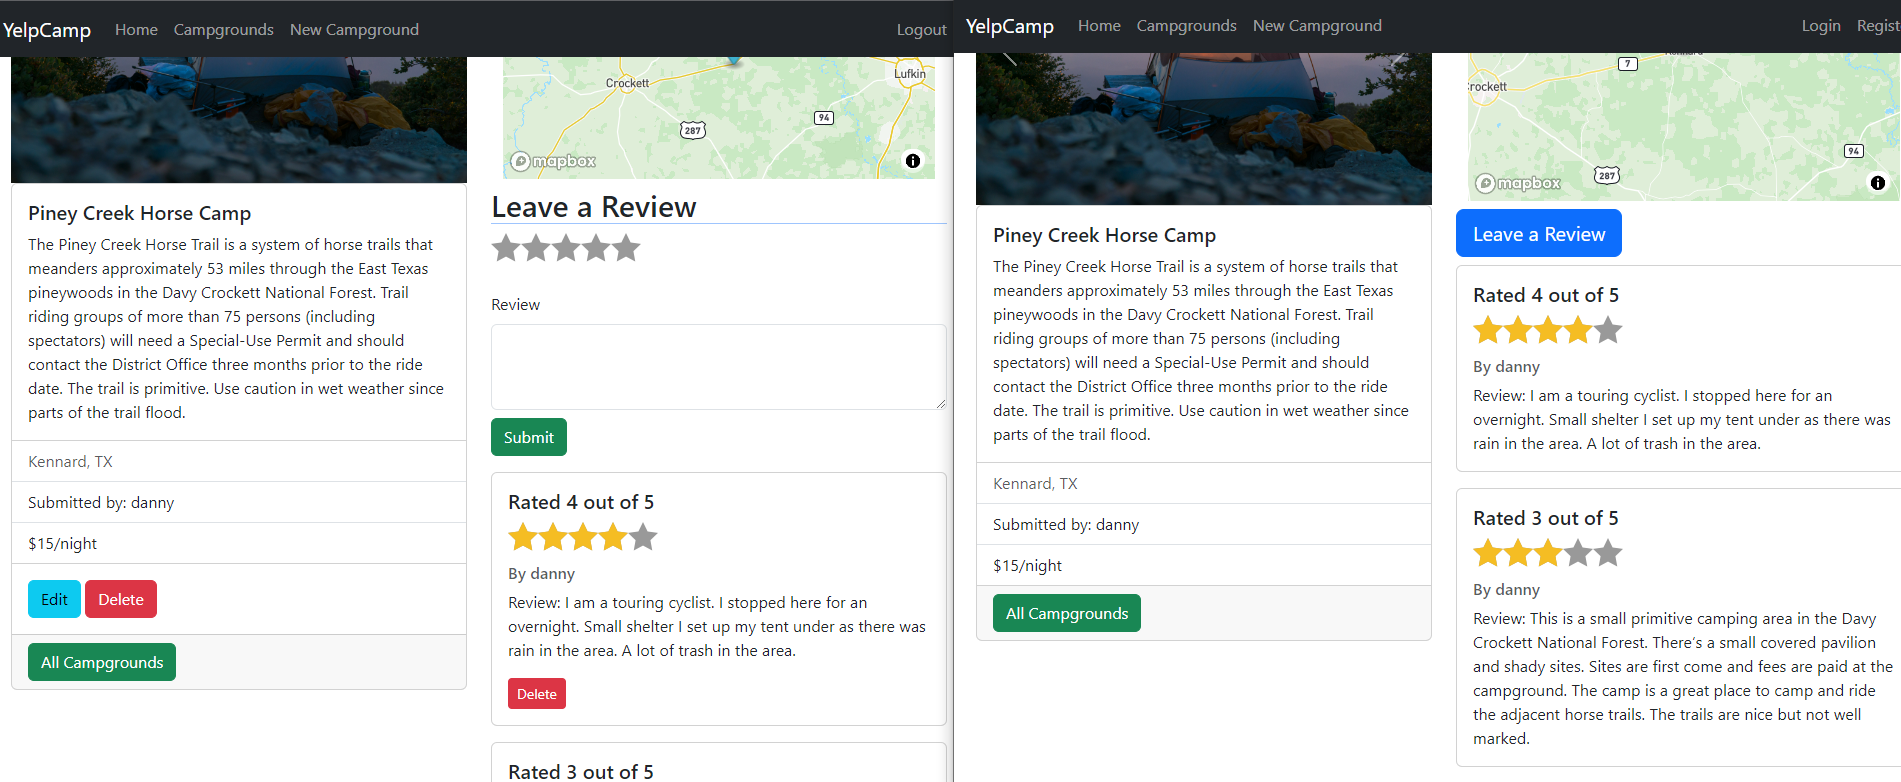 YelpCamp Home Campgrounds New Campground Logout
Crockett
Lufkin
94
287
mapbox
Piney Creek Horse Camp
The Piney Creek Horse Trail is a system of horse trails that
meanders approximately 53 miles through the East Texas
pineywoods in the Davy Crockett National Forest. Trail
riding groups of more than 75 persons (including
spectators) will need a Special-Use Permit and should
contact the District Office three months prior to the ride
date. The trail is primitive. Use caution in wet weather since
parts of the trail flood.
Kennard, TX
Submitted by: danny
$15/night
Edit Delete
All Campgrounds
Leave a Review
Review
Submit
Rated 4 out of 5
By danny
Review: I am a touring cyclist. I stopped here for an
overnight. Small shelter I set up my tent under as there was
rain in the area. A lot of trash in the area.
Delete
Rated 3 out of 5
YelpCamp Home Campgrounds New Campground Login Regist
7
rockett
94
287
mapbox
Piney Creek Horse Camp
The Piney Creek Horse Trail is a system of horse trails that
meanders approximately 53 miles through the East Texas
pineywoods in the Davy Crockett National Forest. Trail
riding groups of more than 75 persons (including
spectators) will need a Special-Use Permit and should
contact the District Office three months prior to the ride
date. The trail is primitive. Use caution in wet weather since
parts of the trail flood.
Kennard, TX
Submitted by: danny
$15/night
All Campgrounds
Leave a Review
Rated 4 out of 5
By danny
Review: I am a touring cyclist. I stopped here for an
overnight. Small shelter I set up my tent under as there was
rain in the area. A lot of trash in the area.
Rated 3 out of 5
By danny
Review: This is a small primitive camping area in the Davy
Crockett National Forest. There's a small covered pavilion
and shady sites. Sites are first come and fees are paid at the
campground. The camp is a great place to camp and ride
the adjacent horse trails. The trails are nice but not well
marked.